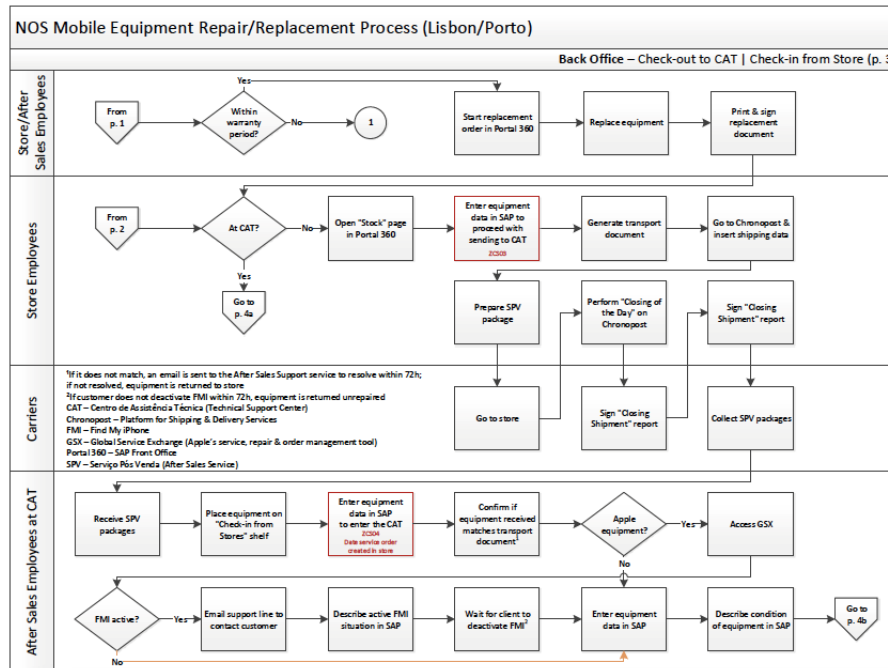 NOS Mobile Equipment Repair/Replacement Process (Lisbon/Porto)
Back Office – Check-out to CAT | Check-in from Store (p. 3
Store/After
Sales Employees
From
p. 1
Within
warranty
period?
Yes
No
1
Start replacement
order in Portal 360
Replace equipment
Print & sign
replacement
document
Store Employees
From
p. 2
At CAT?
No
Yes
Go to
p. 4a
Open "Stock" page
in Portal 360
Enter equipment
data in SAP to
proceed with
sending to CAT
ZCS03
Generate transport
document
Go to Chronopost &
insert shipping data
Prepare SPV
package
Perform "Closing of
the Day" on
Chronopost
Sign "Closing
Shipment" report
Carriers
¹If it does not match, an email is sent to the After Sales Support service to resolve within 72h;
if not resolved, equipment is returned to store
²If customer does not deactivate FMI within 72h, equipment is returned unrepaired
CAT – Centro de Assistência Técnica (Technical Support Center)
Chronopost – Platform for Shipping & Delivery Services
FMI – Find My iPhone
GSX – Global Service Exchange (Apple's service, repair & order management tool)
Portal 360 – SAP Front Office
SPV – Serviço Pós Venda (After Sales Service)
Go to store
Sign "Closing
Shipment" report
Collect SPV packages
After Sales Employees at CAT
Receive SPV
packages
Place equipment on
"Check-in from
Stores" shelf
Enter equipment
data in SAP
to enter the CAT
ZCS04
Date service order
created in store
Confirm if
equipment received
matches transport
document¹
Apple
equipment?
Yes
No
Access GSX
FMI active?
Yes
No
Email support line to
contact customer
Describe active FMI
situation in SAP
Wait for client to
deactivate FMI²
Enter equipment
data in SAP
Describe condition
of equipment in SAP
Go to
p. 4b